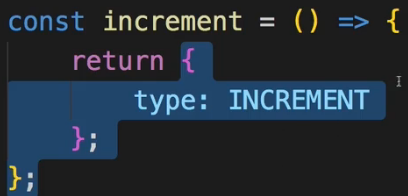 const increment = () => {
    return {
        type: INCREMENT
    };
};